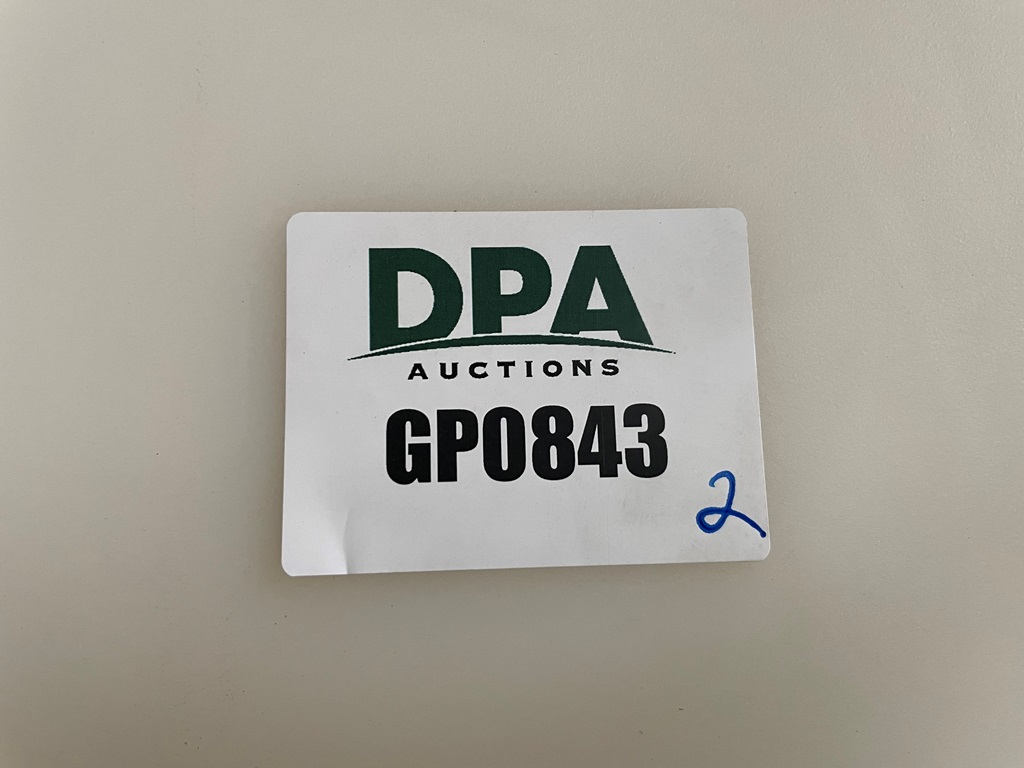 DPA
AUCTIONS
GP0843
2